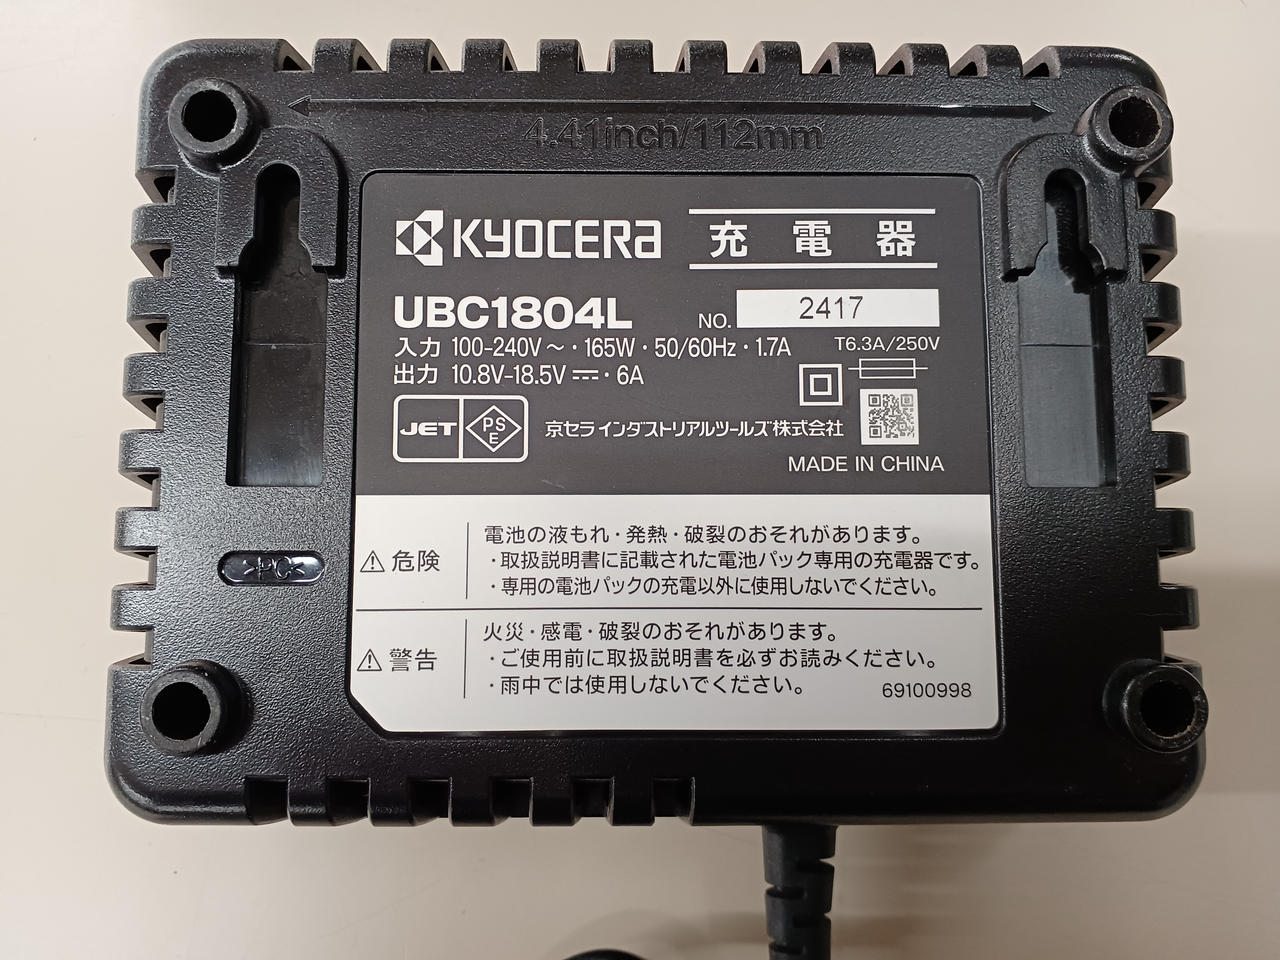 4.41inch/112mm
KYOCERA 充電器
UBC1804L NO. 2417
入力 100-240V～・165W・50/60Hz・1.7A T6.3A/250V
出力 10.8V-18.5V⎓・6A
JET PSE 京セラ インダストリアルツールズ株式会社
MADE IN CHINA
⚠危険
電池の液もれ・発熱・破裂のおそれがあります。
・取扱説明書に記載された電池パック専用の充電器です。
・専用の電池パックの充電以外に使用しないでください。
>PC<
⚠警告
火災・感電・破裂のおそれがあります。
・ご使用前に取扱説明書を必ずお読みください。
・雨中では使用しないでください。
69100998